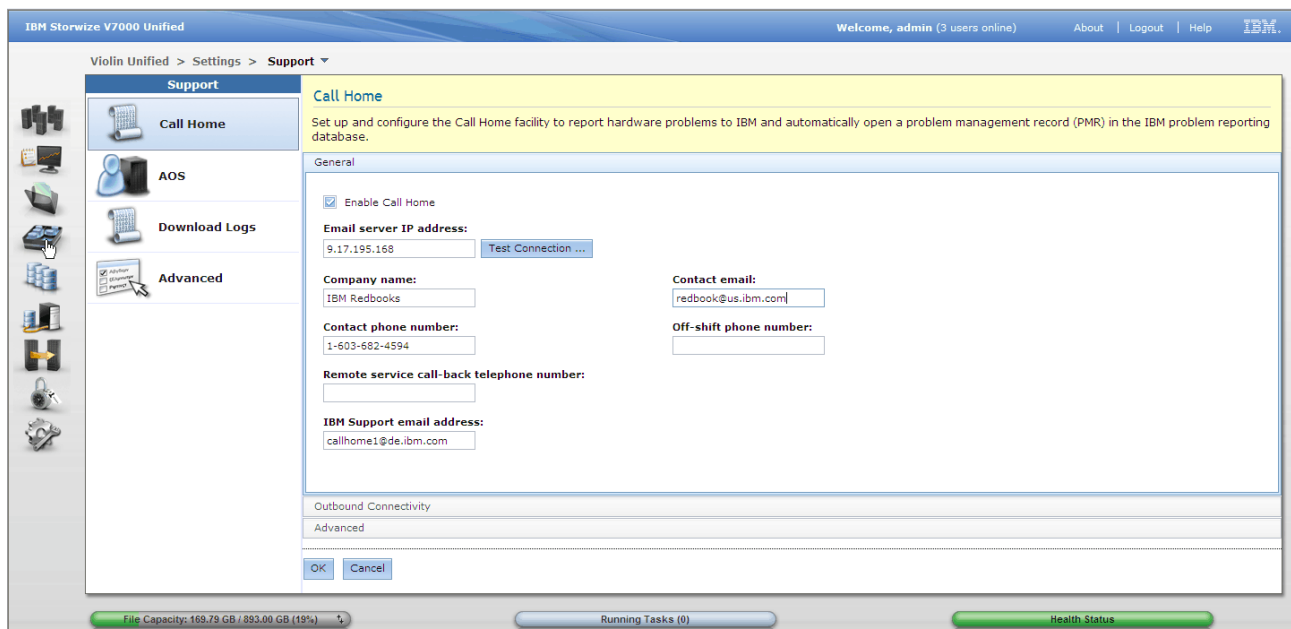 IBM Storwize V7000 Unified
Welcome, admin (3 users online) About | Logout | Help IBM.
Violin Unified > Settings > Support
Support
Call Home
AOS
Download Logs
Advanced
Call Home
Set up and configure the Call Home facility to report hardware problems to IBM and automatically open a problem management record (PMR) in the IBM problem reporting
database.
General
Enable Call Home
Email server IP address:
9.17.195.168 Test Connection ...
Company name: Contact email:
IBM Redbooks redbook@us.ibm.com
Contact phone number: Off-shift phone number:
1-603-682-4594
Remote service call-back telephone number:
IBM Support email address:
callhome1@de.ibm.com
Outbound Connectivity
Advanced
OK Cancel
File Capacity: 169.79 GB / 893.00 GB (19%) Running Tasks (0) Health Status